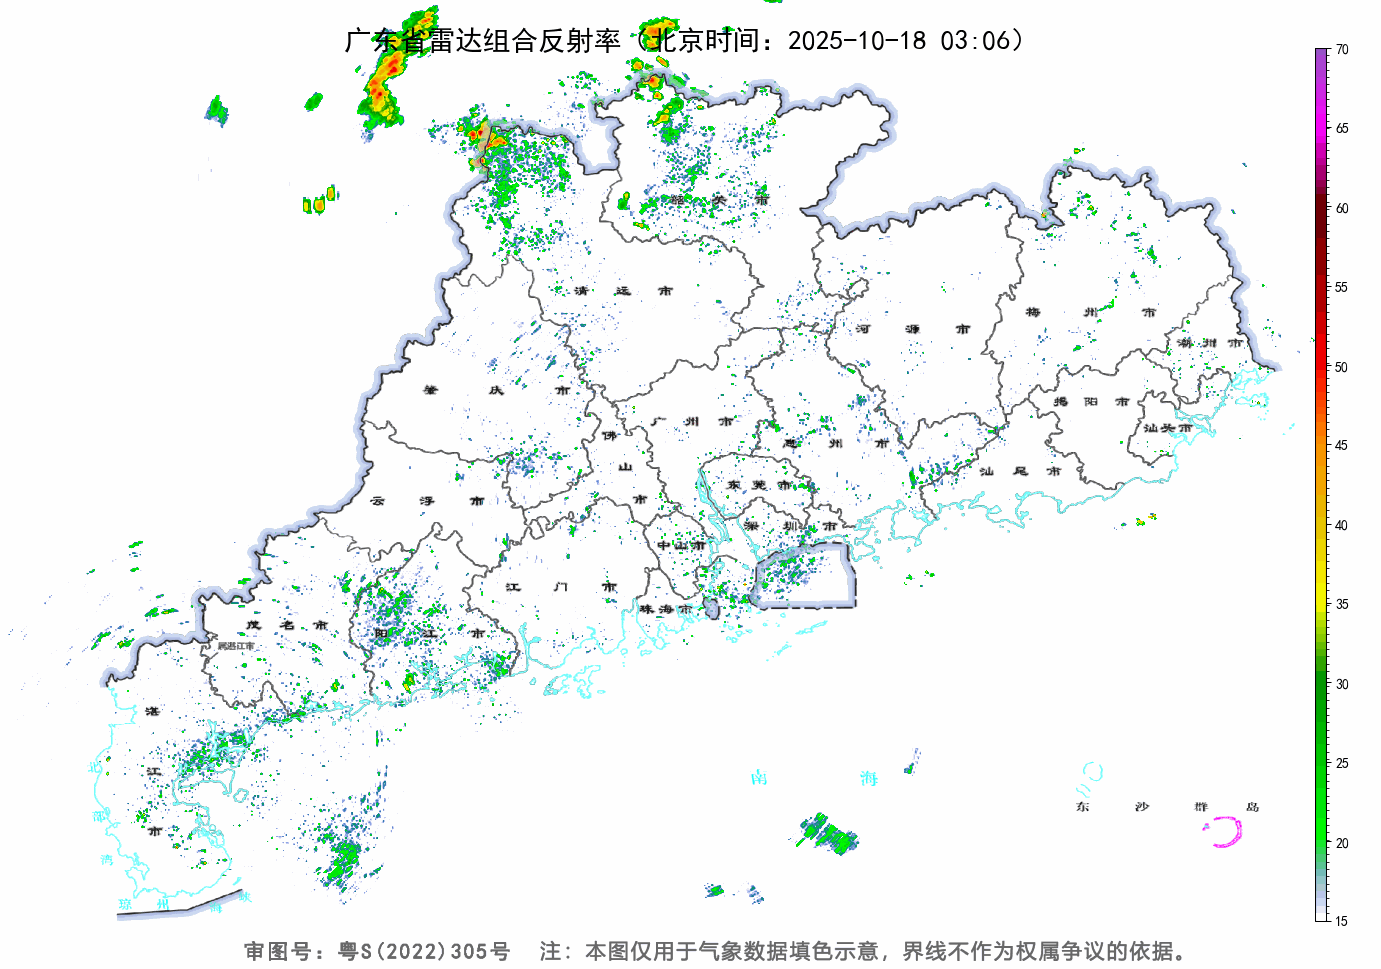 广东省雷达组合反射率（北京时间：2025-10-18 03:06）
70
65
60
55
50
45
40
35
30
25
20
15
韶关市
清远市
河源市
梅州市
潮州市
肇庆市
广州市
佛山市
惠州市
揭阳市
汕头市
汕尾市
云浮市
东莞市
深圳市
中山市
江门市
珠海市
茂名市
属湛江市
阳江市
湛江市
北部湾
琼州海峡
南海
东沙群岛
审图号：粤S(2022)305号 注：本图仅用于气象数据填色示意，界线不作为权属争议的依据。